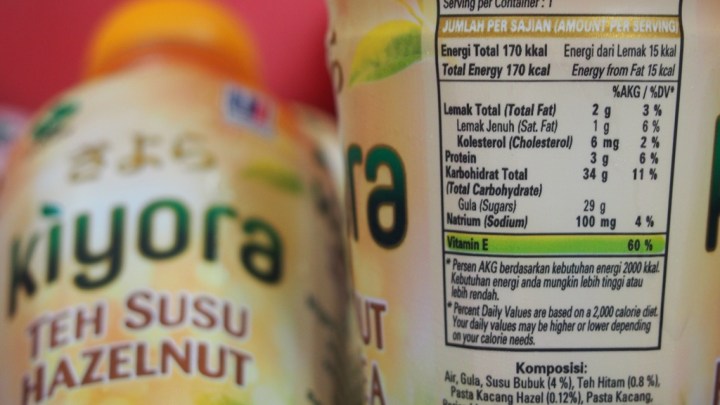 きよら
kiyora
TEH SUSU
HAZELNUT
ra
UT
A
Serving per Container : 1
JUMLAH PER SAJIAN (AMOUNT PER SERVING)
Energi Total 170 kkal Energi dari Lemak 15 kkal
Total Energy 170 kcal Energy from Fat 15 kcal
%AKG / %DV*
Lemak Total (Total Fat) 2 g 3 %
Lemak Jenuh (Sat. Fat) 1 g 6 %
Kolesterol (Cholesterol) 6 mg 2 %
Protein 3 g 6 %
Karbohidrat Total 34 g 11 %
(Total Carbohydrate)
Gula (Sugars) 29 g
Natrium (Sodium) 100 mg 4 %
Vitamin E 60 %
* Persen AKG berdasarkan kebutuhan energi 2000 kkal.
Kebutuhan energi anda mungkin lebih tinggi atau
lebih rendah.
* Percent Daily Values are based on a 2,000 calorie diet.
Your daily values may be higher or lower depending
on your calorie needs.
Komposisi:
Air, Gula, Susu Bubuk (4 %), Teh Hitam (0.8 %),
Pasta Kacang Hazel (0.12%), Pasta Kacang,